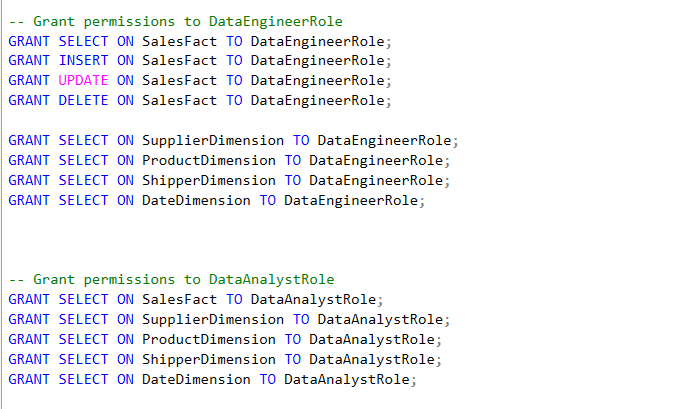 -- Grant permissions to DataEngineerRole
GRANT SELECT ON SalesFact TO DataEngineerRole;
GRANT INSERT ON SalesFact TO DataEngineerRole;
GRANT UPDATE ON SalesFact TO DataEngineerRole;
GRANT DELETE ON SalesFact TO DataEngineerRole;
GRANT SELECT ON SupplierDimension TO DataEngineerRole;
GRANT SELECT ON ProductDimension TO DataEngineerRole;
GRANT SELECT ON ShipperDimension TO DataEngineerRole;
GRANT SELECT ON DateDimension TO DataEngineerRole;
-- Grant permissions to DataAnalystRole
GRANT SELECT ON SalesFact TO DataAnalystRole;
GRANT SELECT ON SupplierDimension TO DataAnalystRole;
GRANT SELECT ON ProductDimension TO DataAnalystRole;
GRANT SELECT ON ShipperDimension TO DataAnalystRole;
GRANT SELECT ON DateDimension TO DataAnalystRole;